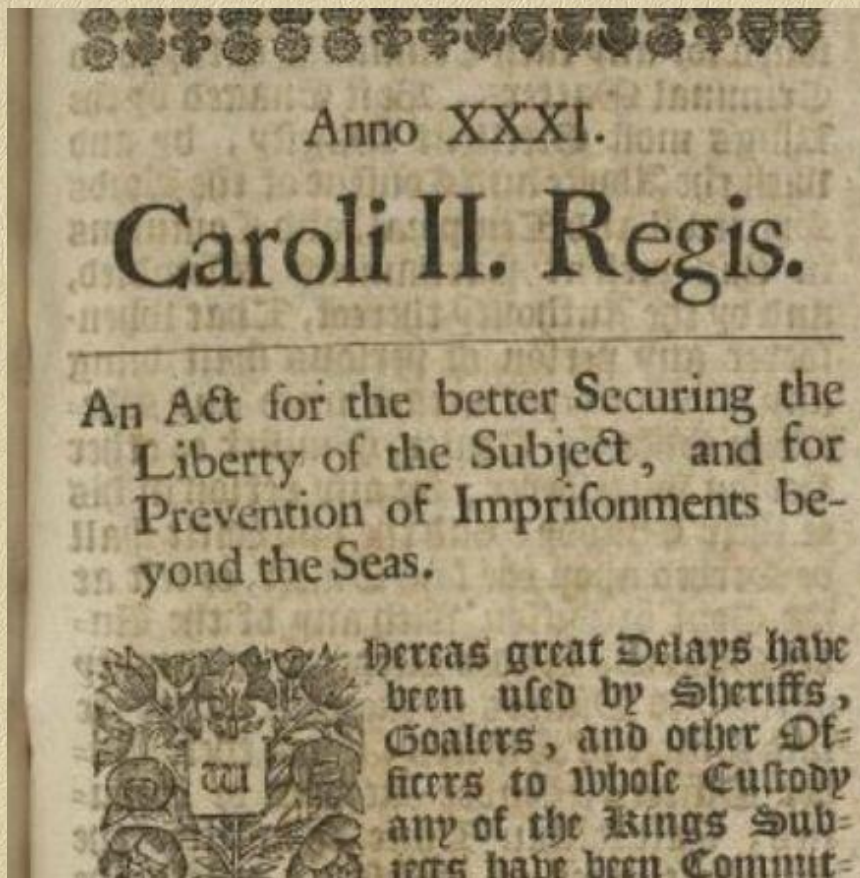 Anno XXXI.
Caroli II. Regis.
An Act for the better Securing the
Liberty of the Subject, and for
Prevention of Impriſonments be-
yond the Seas.
Whereas great Delays have
been uſed by Sheriffs,
Goalers, and other Of-
ficers to whoſe Cuſtody
any of the Kings Sub-
jects have been Commit-